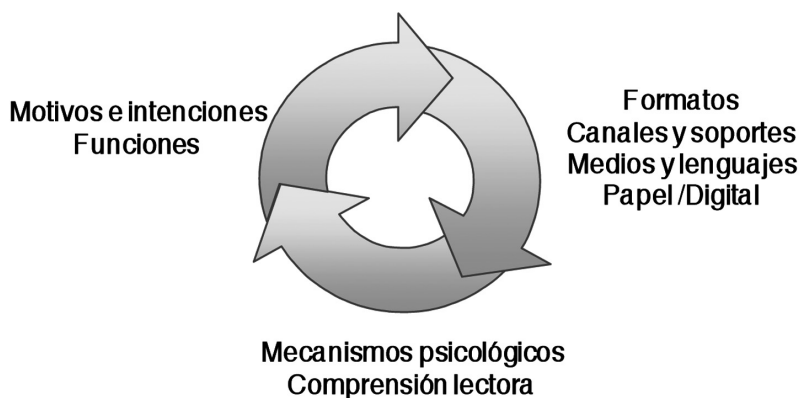 Motivos e intenciones
Funciones
Formatos
Canales y soportes
Medios y lenguajes
Papel /Digital
Mecanismos psicológicos
Comprensión lectora